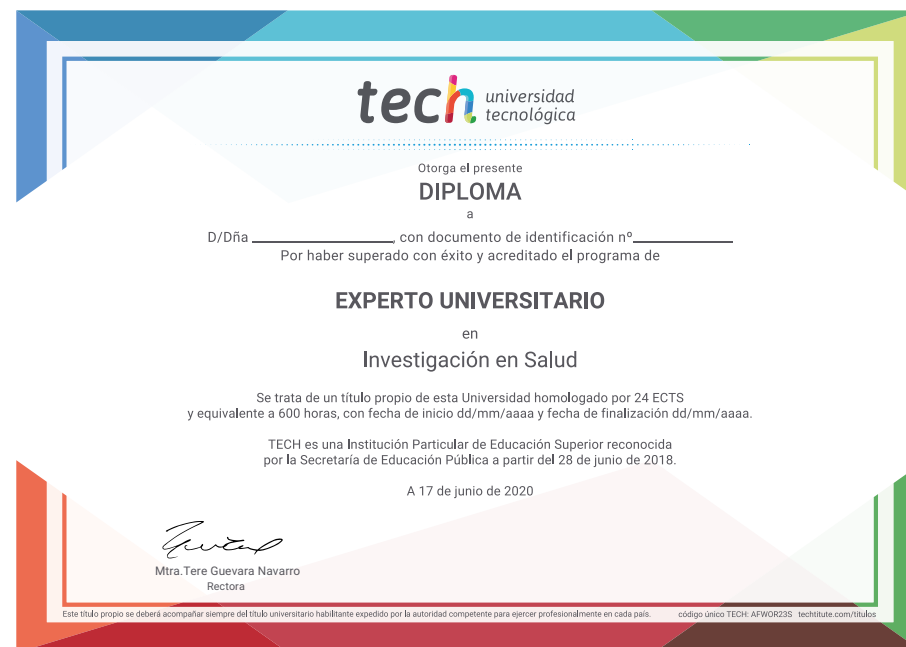 tech universidad
tecnológica
Otorga el presente
DIPLOMA
a
D/Dña ____________________, con documento de identificación nº______________
Por haber superado con éxito y acreditado el programa de
EXPERTO UNIVERSITARIO
en
Investigación en Salud
Se trata de un título propio de esta Universidad homologado por 24 ECTS
y equivalente a 600 horas, con fecha de inicio dd/mm/aaaa y fecha de finalización dd/mm/aaaa.
TECH es una Institución Particular de Educación Superior reconocida
por la Secretaría de Educación Pública a partir del 28 de junio de 2018.
A 17 de junio de 2020
Mtra.Tere Guevara Navarro
Rectora
Este título propio se deberá acompañar siempre del título universitario habilitante expedido por la autoridad competente para ejercer profesionalmente en cada país. código único TECH: AFWOR23S techtitute.com/titulos